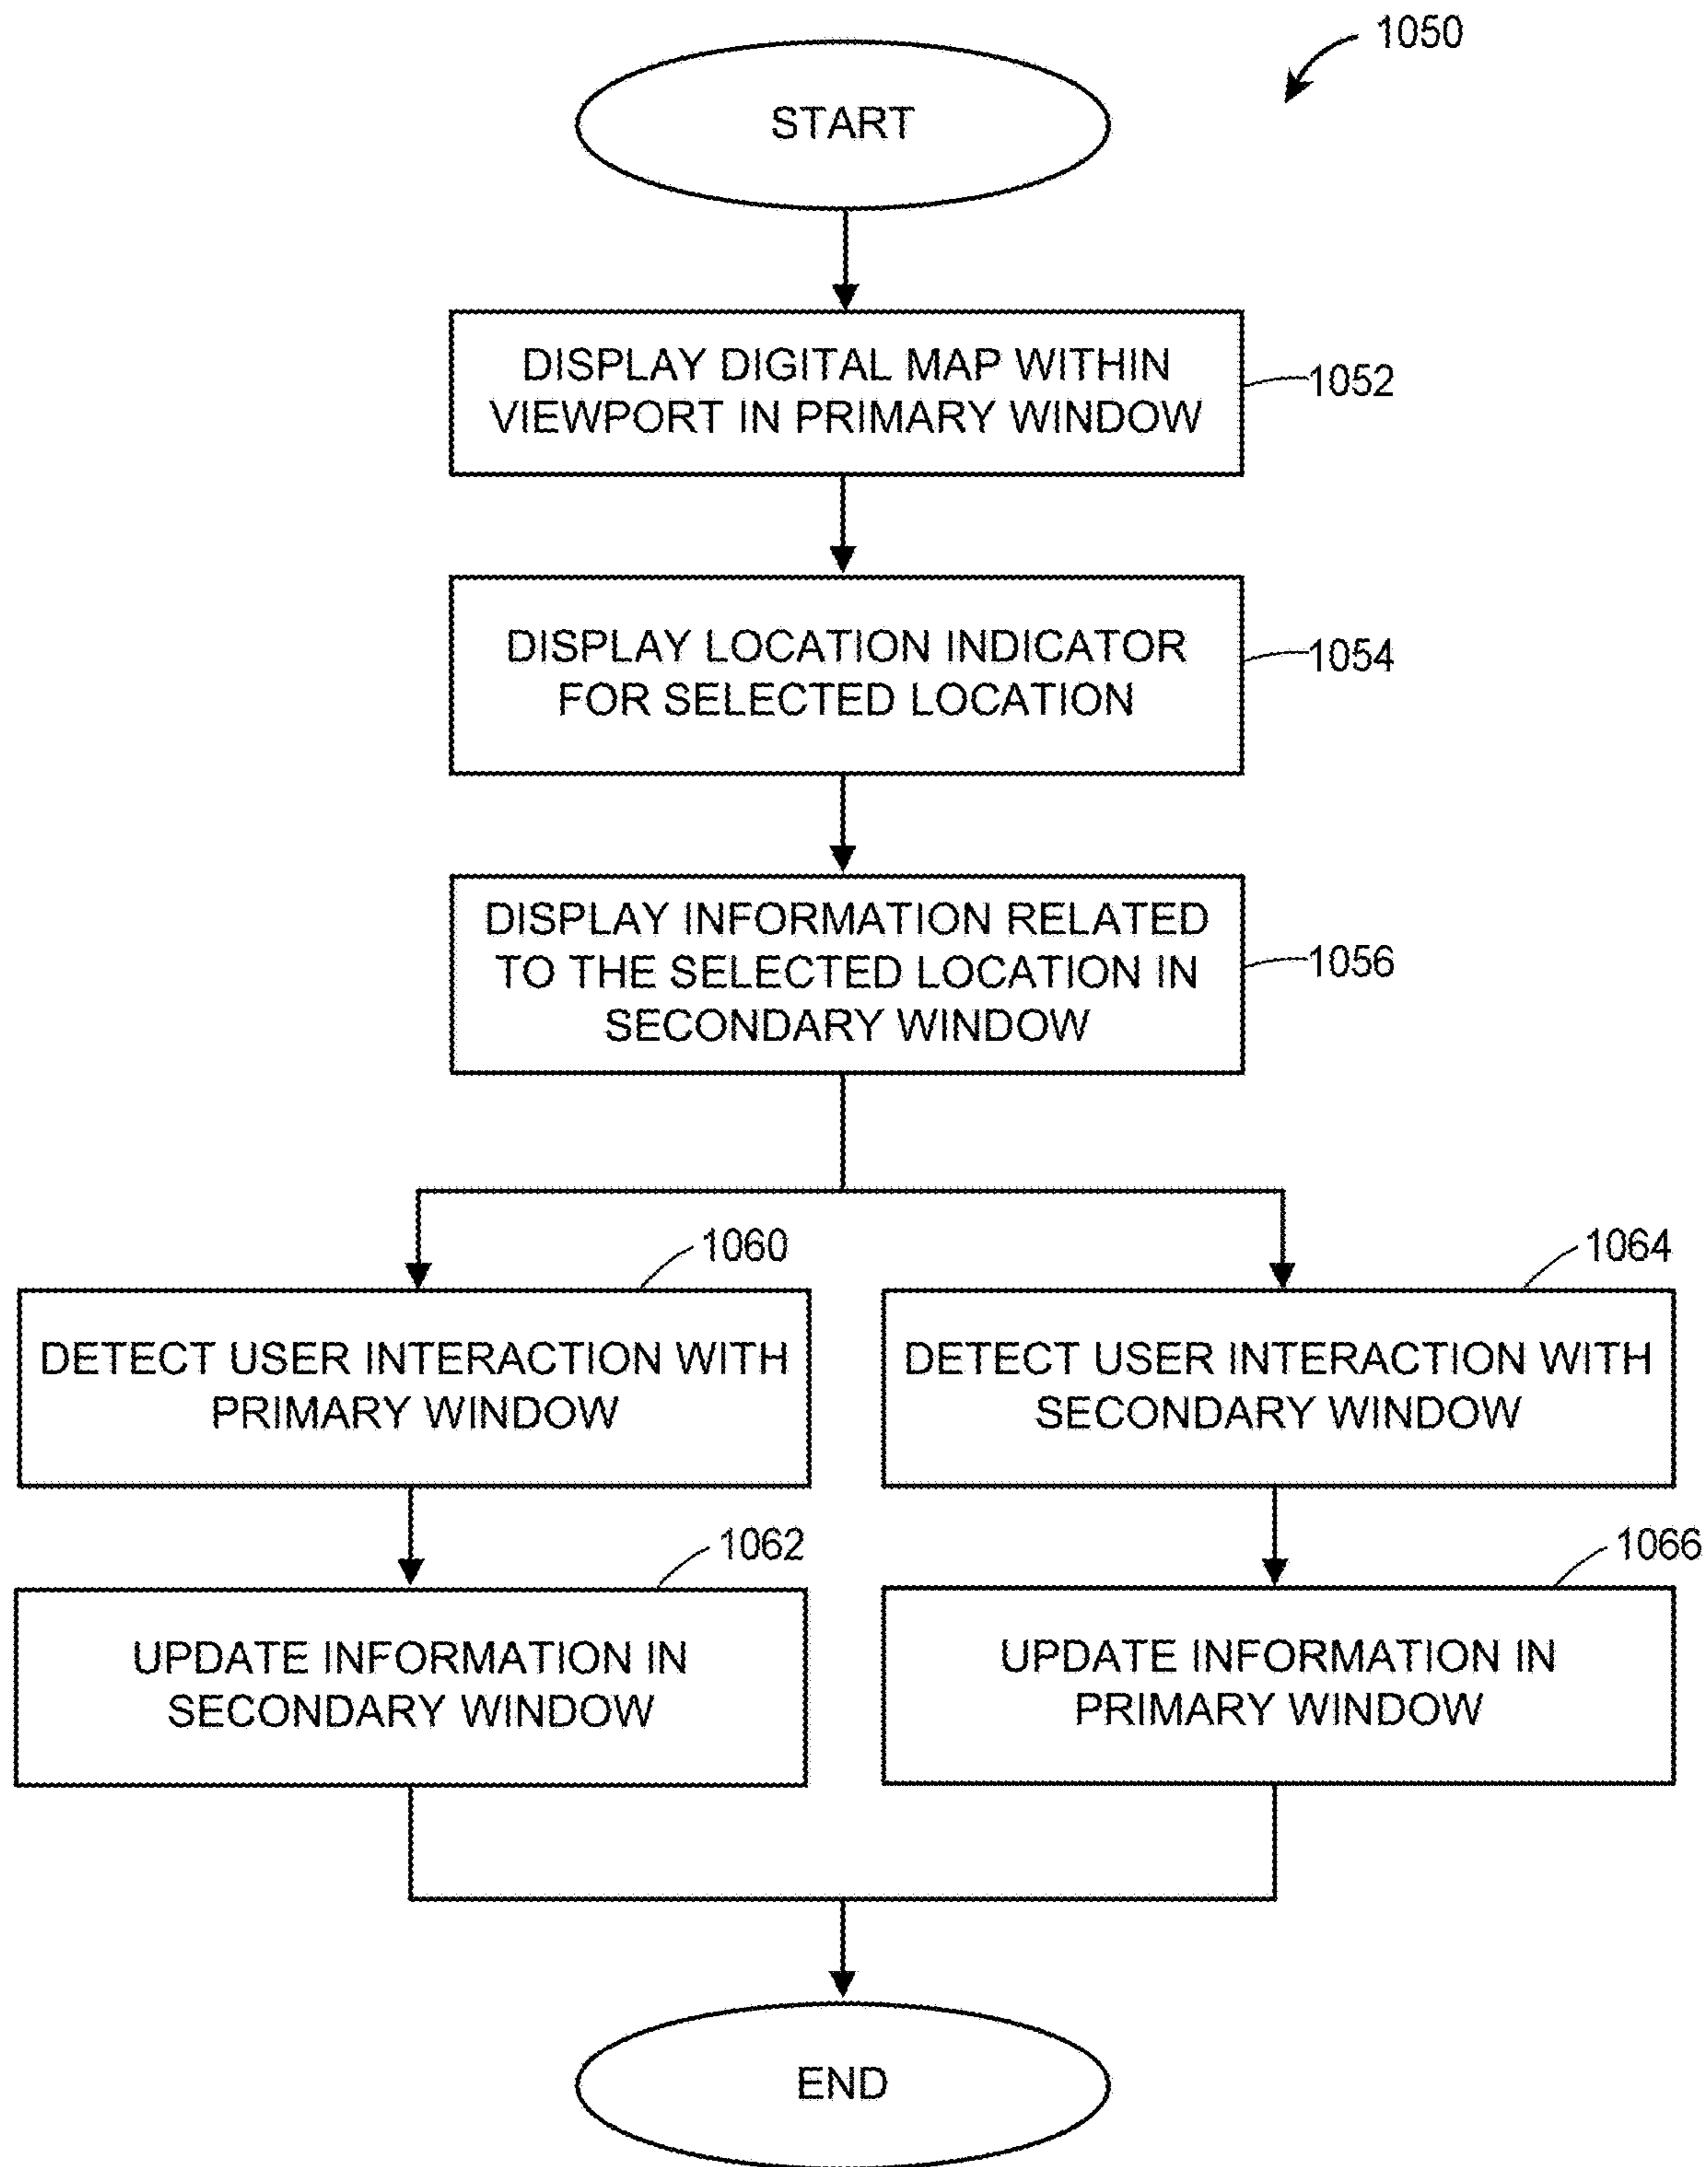 1050
START
DISPLAY DIGITAL MAP WITHIN
VIEWPORT IN PRIMARY WINDOW
1052
DISPLAY LOCATION INDICATOR
FOR SELECTED LOCATION
1054
DISPLAY INFORMATION RELATED
TO THE SELECTED LOCATION IN
SECONDARY WINDOW
1056
1060
DETECT USER INTERACTION WITH
PRIMARY WINDOW
1064
DETECT USER INTERACTION WITH
SECONDARY WINDOW
1062
UPDATE INFORMATION IN
SECONDARY WINDOW
1066
UPDATE INFORMATION IN
PRIMARY WINDOW
END